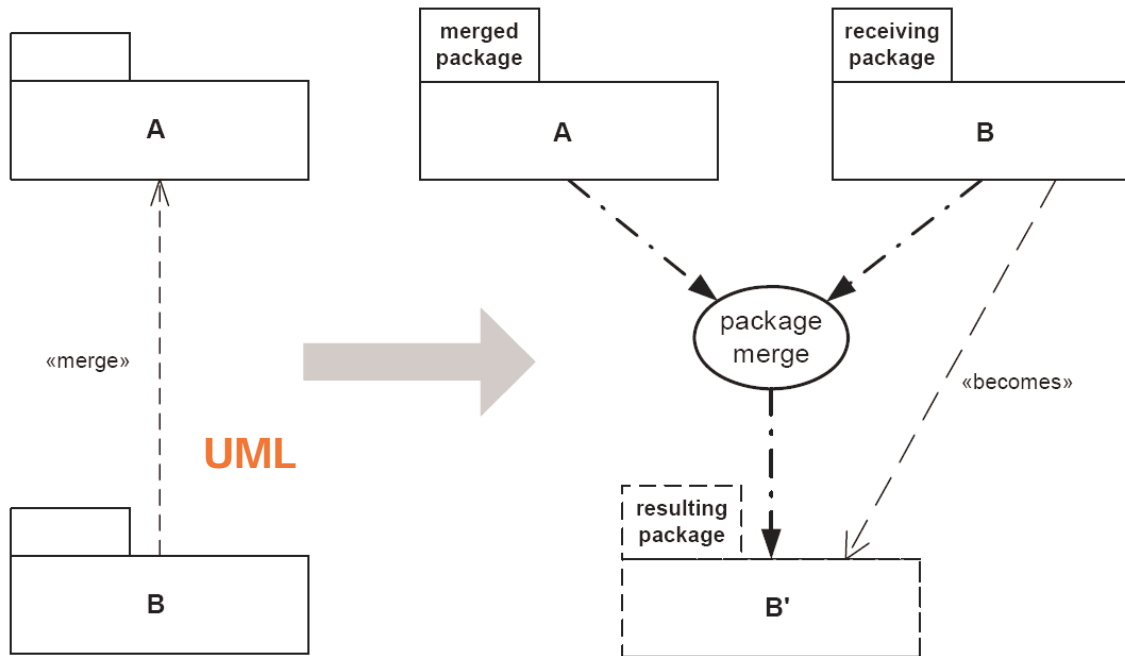 A
«merge»
UML
B
merged
package
A
receiving
package
B
package
merge
«becomes»
resulting
package
B'